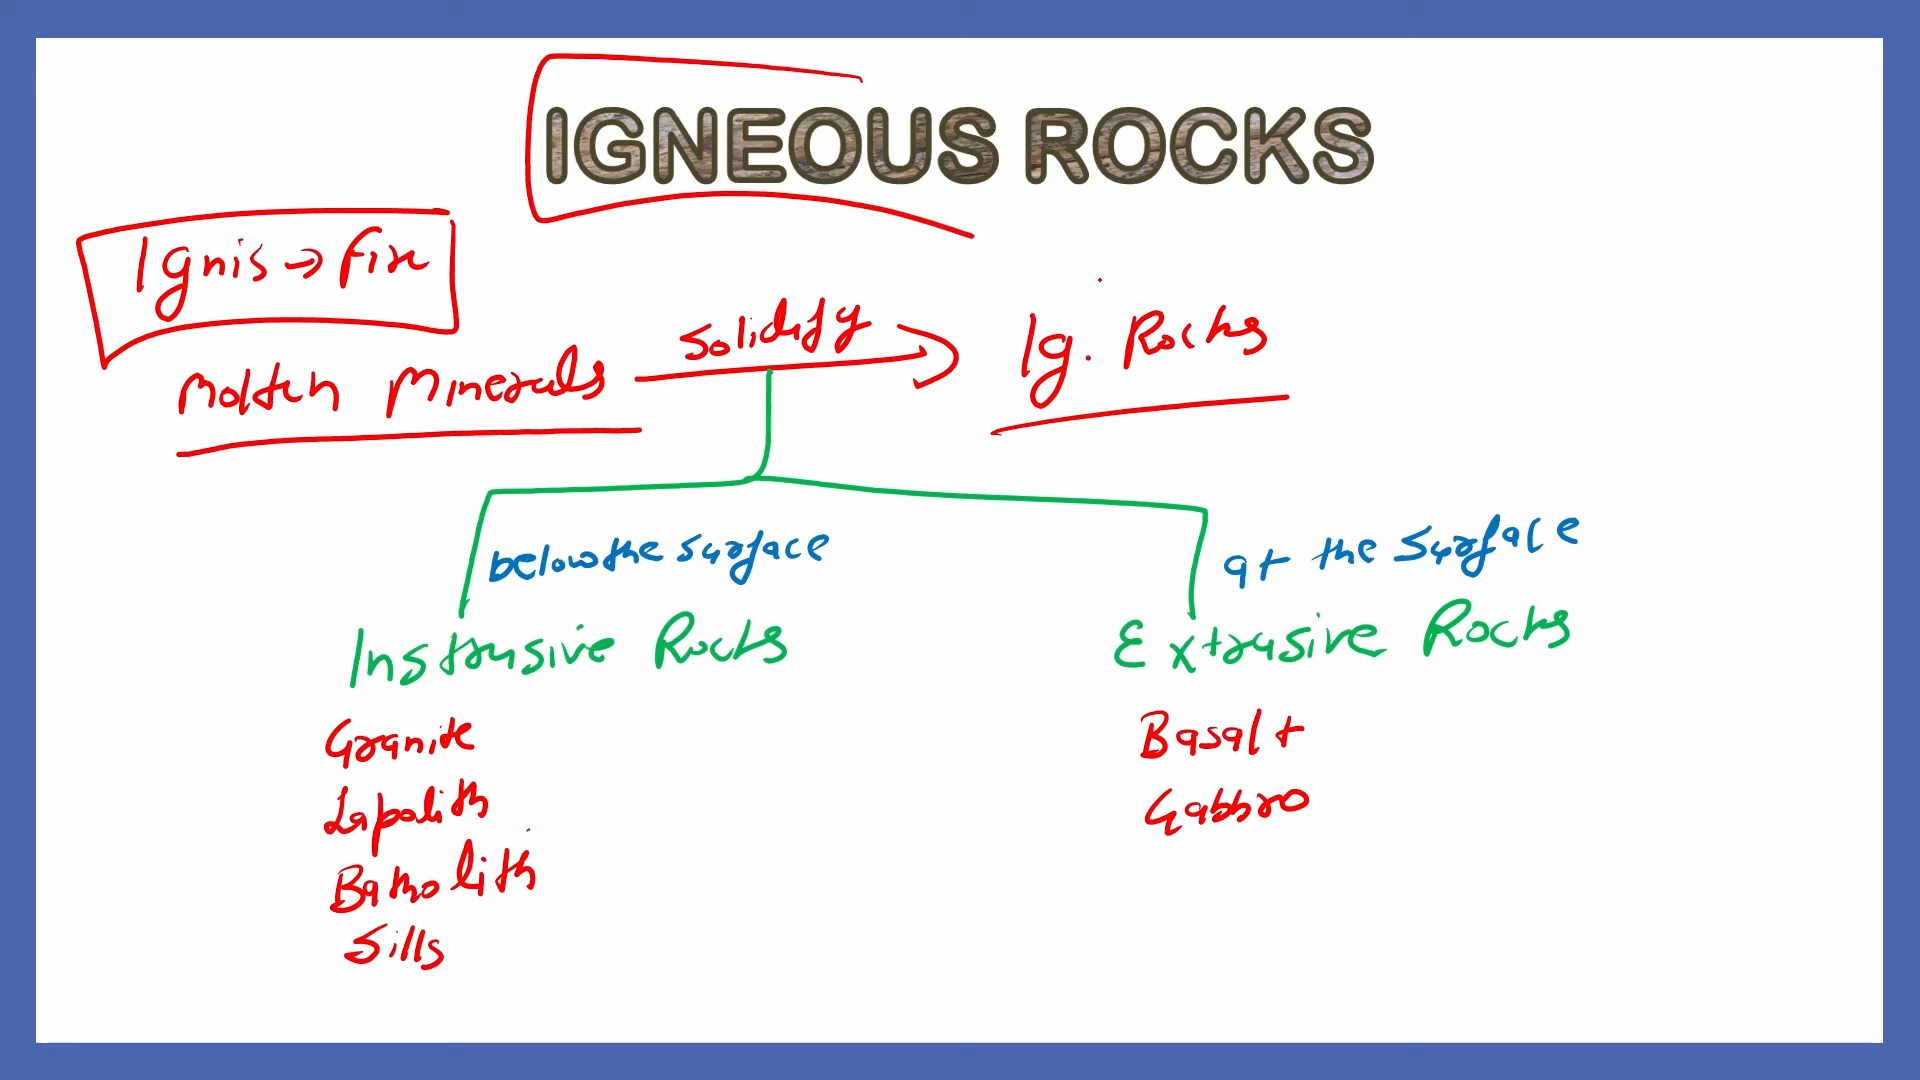 IGNEOUS ROCKS
Ignis → fire
Molten Minerals
Solidify
Ig. Rocks
below the surface
at the surface
Instrusive Rocks
Extrusive Rocks
Granite
Lapolith
Batholith
Sills
Basalt
Gabbro